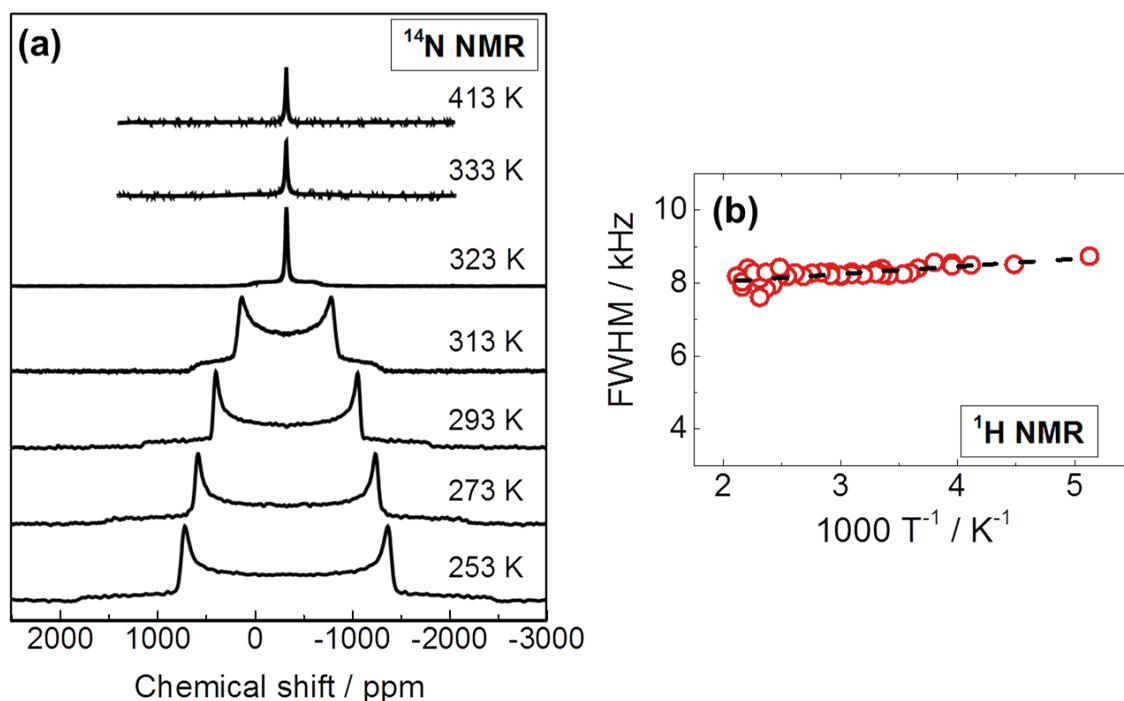 (a)
¹⁴N NMR
413 K
333 K
323 K
313 K
293 K
273 K
253 K
2000 1000 0 -1000 -2000 -3000
Chemical shift / ppm
(b)
10
8
6
4
FWHM / kHz
¹H NMR
2 3 4 5
1000 T⁻¹ / K⁻¹